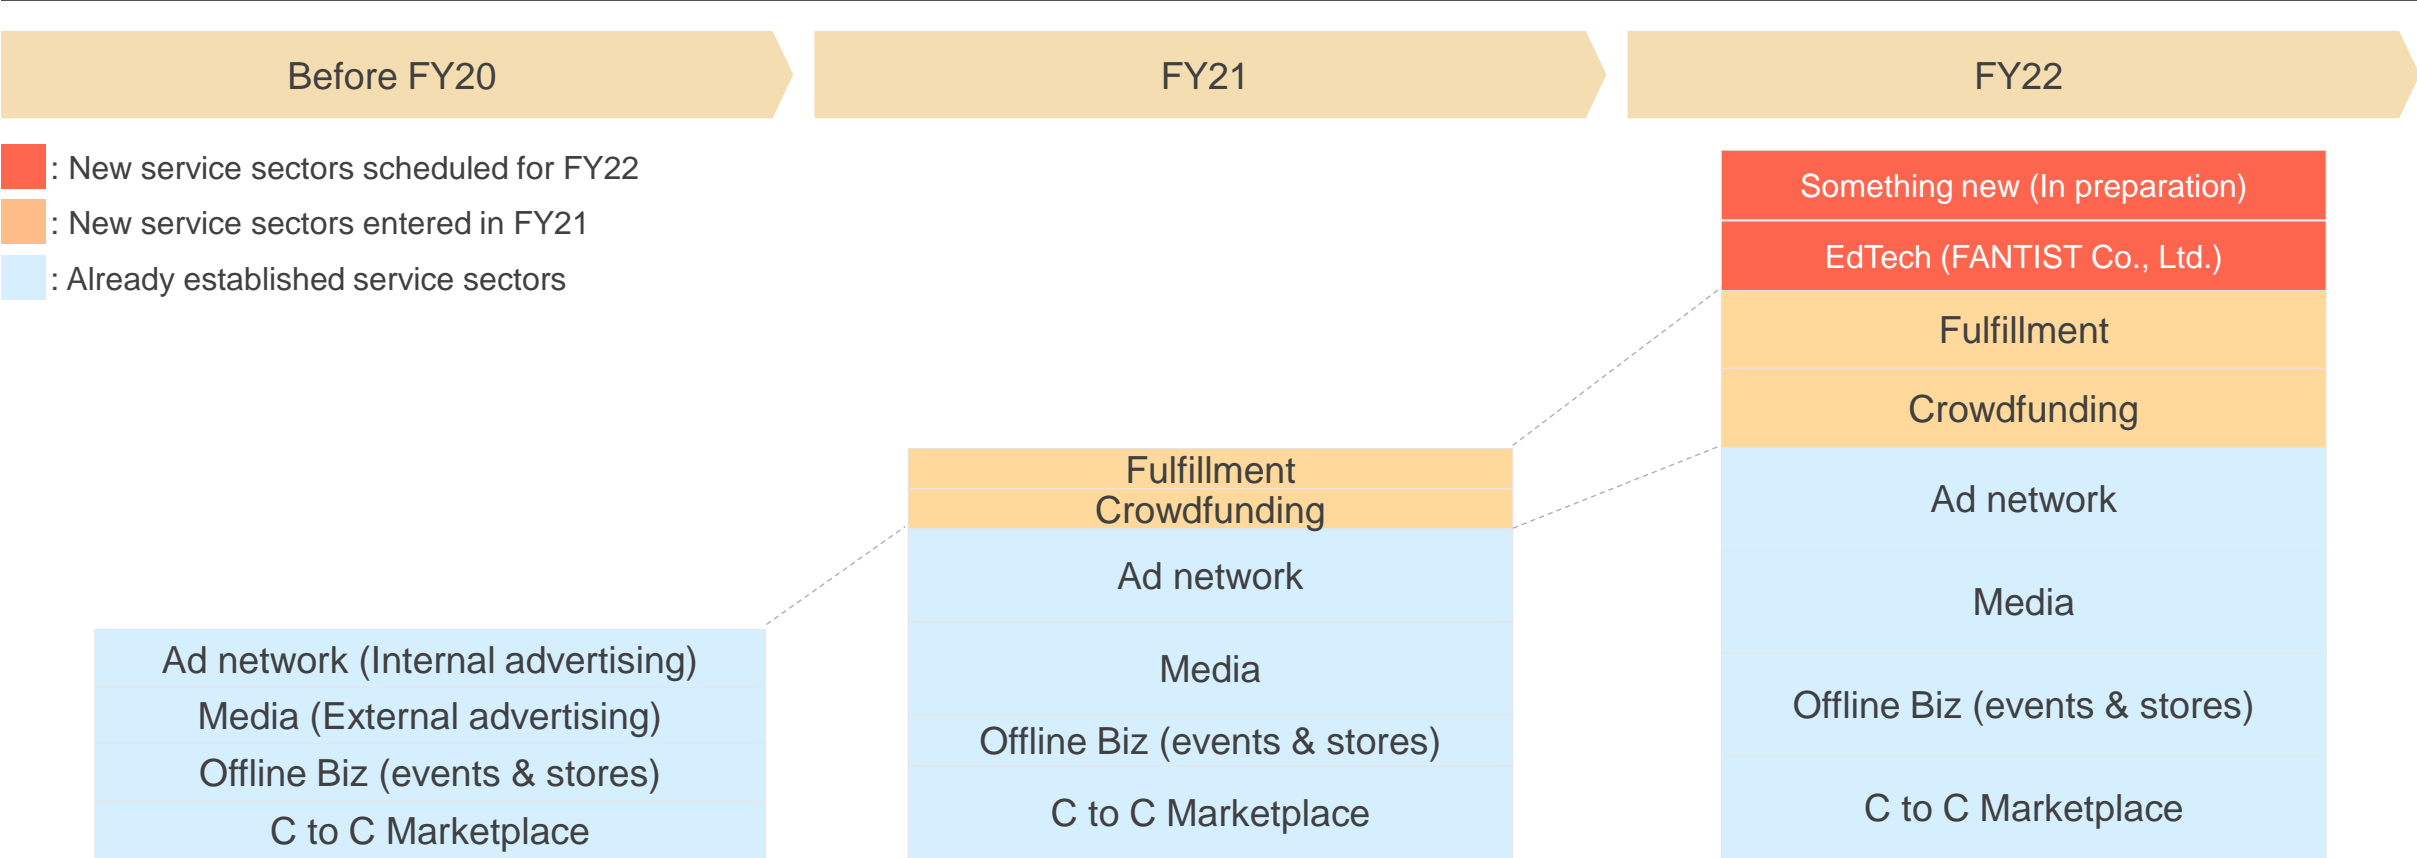 Before FY20
FY21
FY22
: New service sectors scheduled for FY22
: New service sectors entered in FY21
: Already established service sectors
Ad network (Internal advertising)
Media (External advertising)
Offline Biz (events & stores)
C to C Marketplace
Fulfillment
Crowdfunding
Ad network
Media
Offline Biz (events & stores)
C to C Marketplace
Something new (In preparation)
EdTech (FANTIST Co., Ltd.)
Fulfillment
Crowdfunding
Ad network
Media
Offline Biz (events & stores)
C to C Marketplace